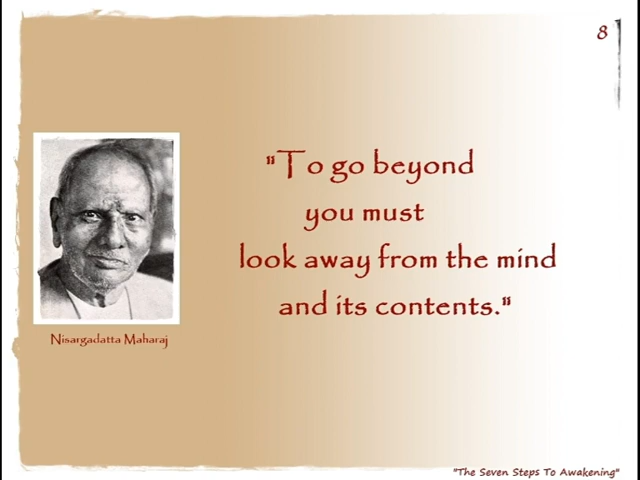 8
"To go beyond
you must
look away from the mind
and its contents."
Nisargadatta Maharaj
"The Seven Steps To Awakening"